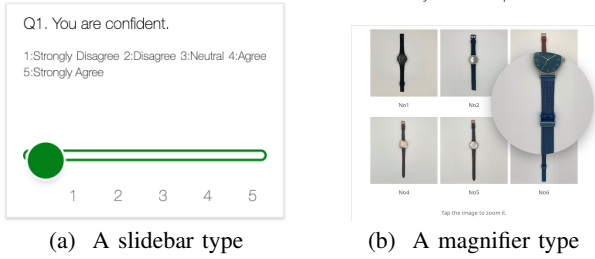 Q1. You are confident.
1:Strongly Disagree 2:Disagree 3:Neutral 4:Agree
5:Strongly Agree
1 2 3 4 5
(a) A slidebar type
No1 No2
No4 No5 No6
Tap the image to zoom it.
(b) A magnifier type